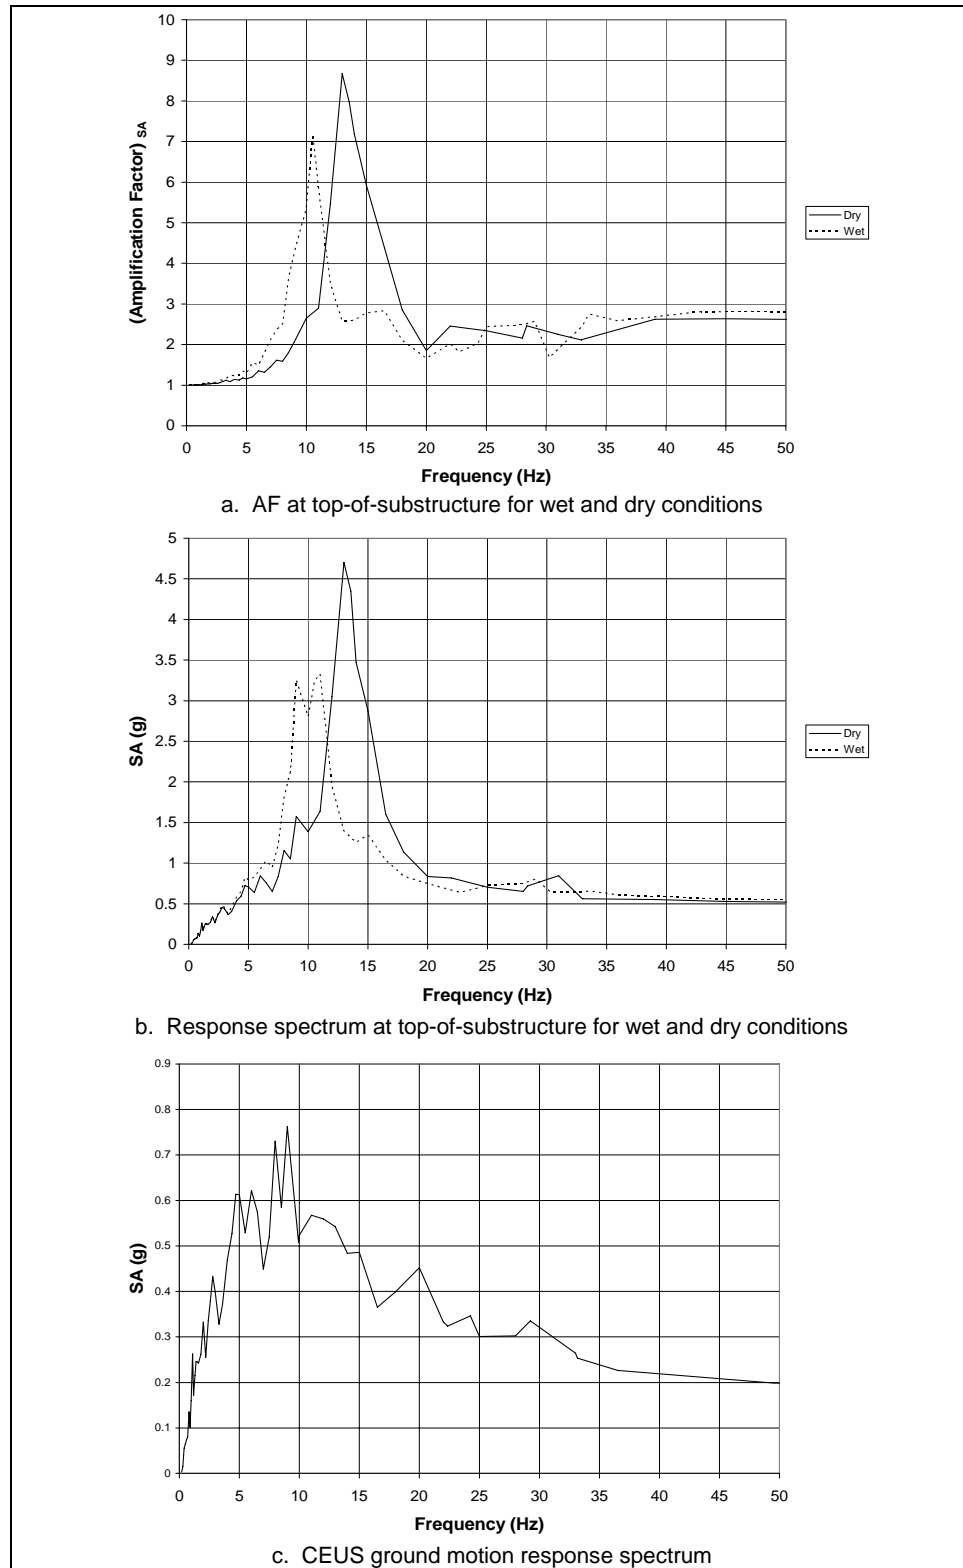 10
9
8
7
6
5
4
3
2
1
0
(Amplification Factor) SA
0 5 10 15 20 25 30 35 40 45 50
Frequency (Hz)
Dry
Wet
a. AF at top-of-substructure for wet and dry conditions
5
4.5
4
3.5
3
2.5
2
1.5
1
0.5
0
SA (g)
0 5 10 15 20 25 30 35 40 45 50
Frequency (Hz)
Dry
Wet
b. Response spectrum at top-of-substructure for wet and dry conditions
0.9
0.8
0.7
0.6
0.5
0.4
0.3
0.2
0.1
0
SA (g)
0 5 10 15 20 25 30 35 40 45 50
Frequency (Hz)
c. CEUS ground motion response spectrum